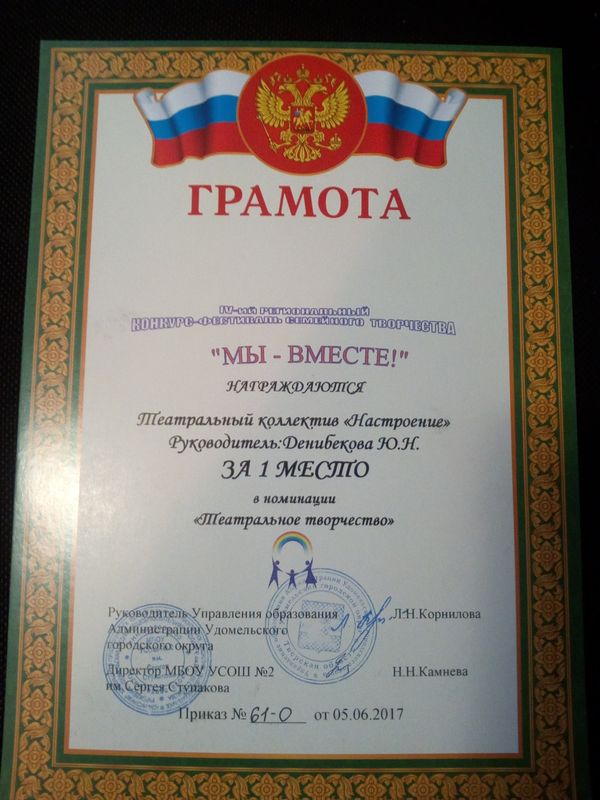 ГРАМОТА
IV-ИЙ РЕГИОНАЛЬНЫЙ
КОНКУРС-ФЕСТИВАЛЬ СЕМЕЙНОГО ТВОРЧЕСТВА
"МЫ - ВМЕСТЕ!"
НАГРАЖДАЮТСЯ
Театральный коллектив «Настроение»
Руководитель:Денибекова Ю.Н.
ЗА 1 МЕСТО
в номинации
«Театральное творчество»
Руководитель Управления образования Л.Н.Корнилова
Администрации Удомельского
городского округа
Директор МБОУ УСОШ №2 Н.Н.Камнева
им.Сергея Ступакова
Приказ № 61-О от 05.06.2017